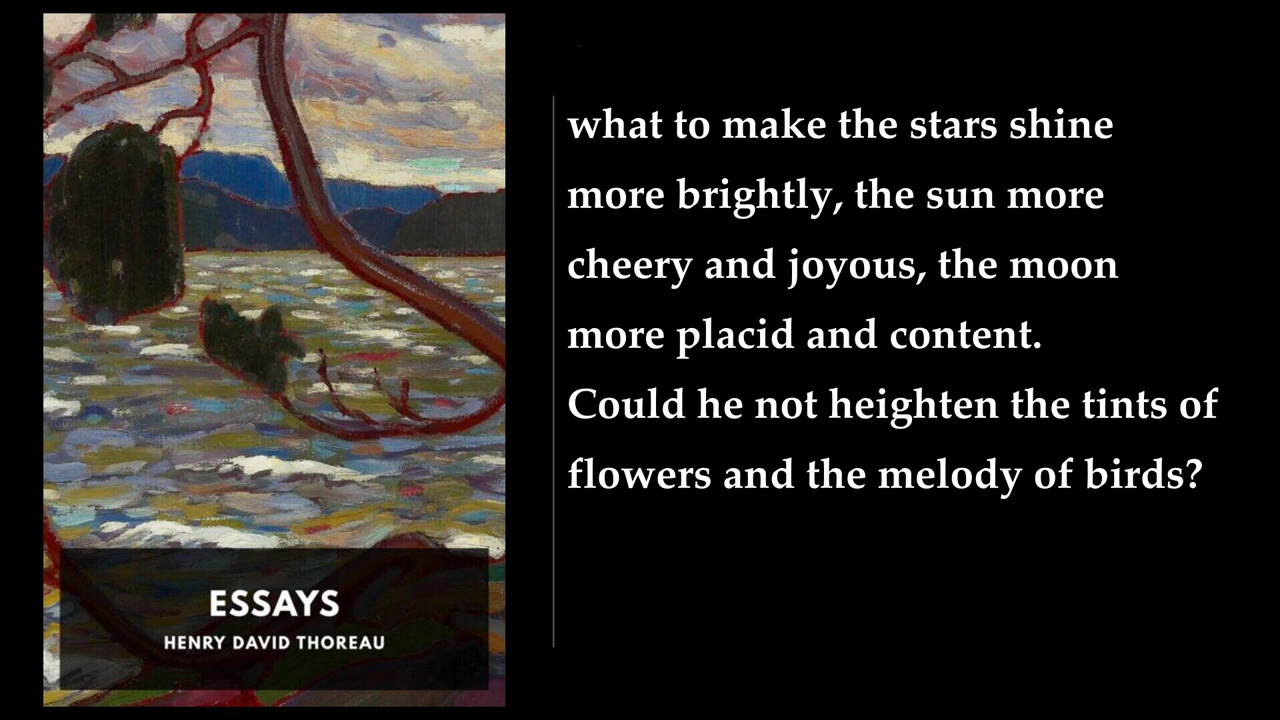 what to make the stars shine
more brightly, the sun more
cheery and joyous, the moon
more placid and content.
Could he not heighten the tints of
flowers and the melody of birds?
ESSAYS
HENRY DAVID THOREAU